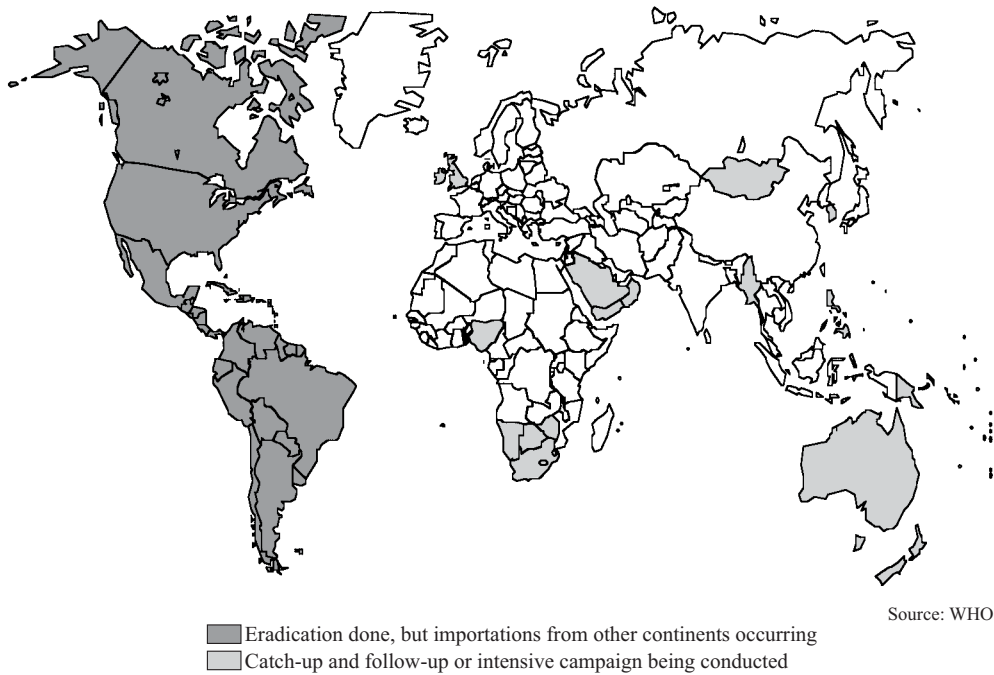 Source: WHO
Eradication done, but importations from other continents occurring
Catch-up and follow-up or intensive campaign being conducted